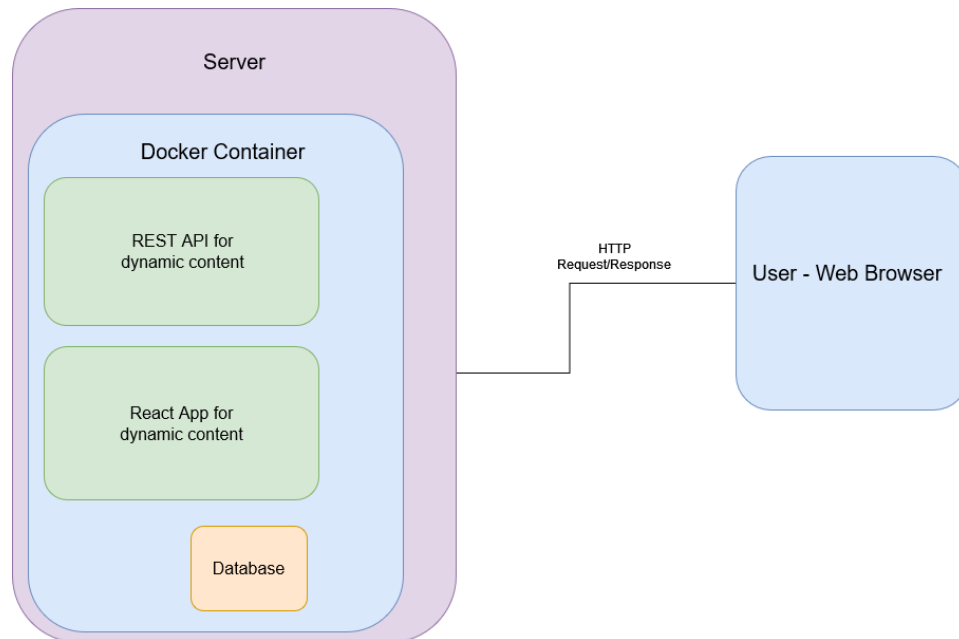 Server
Docker Container
REST API for
dynamic content
HTTP
Request/Response
User - Web Browser
React App for
dynamic content
Database